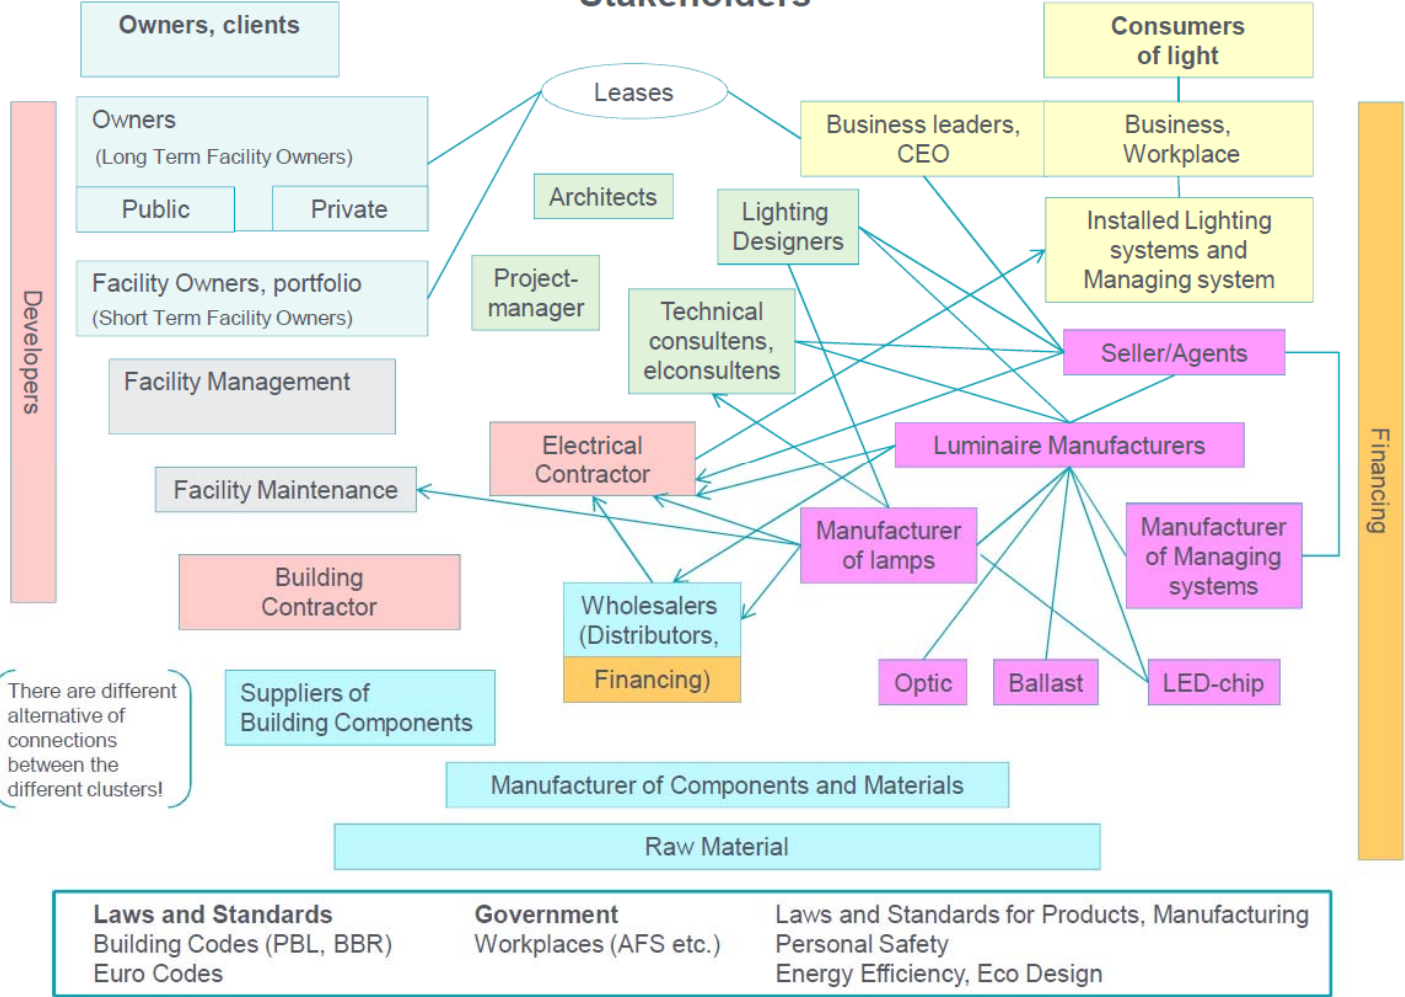 Stakeholders
Owners, clients
Consumers
of light
Leases
Owners
(Long Term Facility Owners)
Public
Private
Business leaders,
CEO
Business,
Workplace
Architects
Lighting
Designers
Installed Lighting
systems and
Managing system
Facility Owners, portfolio
(Short Term Facility Owners)
Project-
manager
Technical
consultens,
elconsultens
Developers
Seller/Agents
Facility Management
Financing
Electrical
Contractor
Luminaire Manufacturers
Facility Maintenance
Manufacturer
of lamps
Manufacturer
of Managing
systems
Building
Contractor
Wholesalers
(Distributors,
Financing)
Optic
Ballast
LED-chip
There are different
alternative of
connections
between the
different clusters!
Suppliers of
Building Components
Manufacturer of Components and Materials
Raw Material
Laws and Standards
Building Codes (PBL, BBR)
Euro Codes
Government
Workplaces (AFS etc.)
Laws and Standards for Products, Manufacturing
Personal Safety
Energy Efficiency, Eco Design